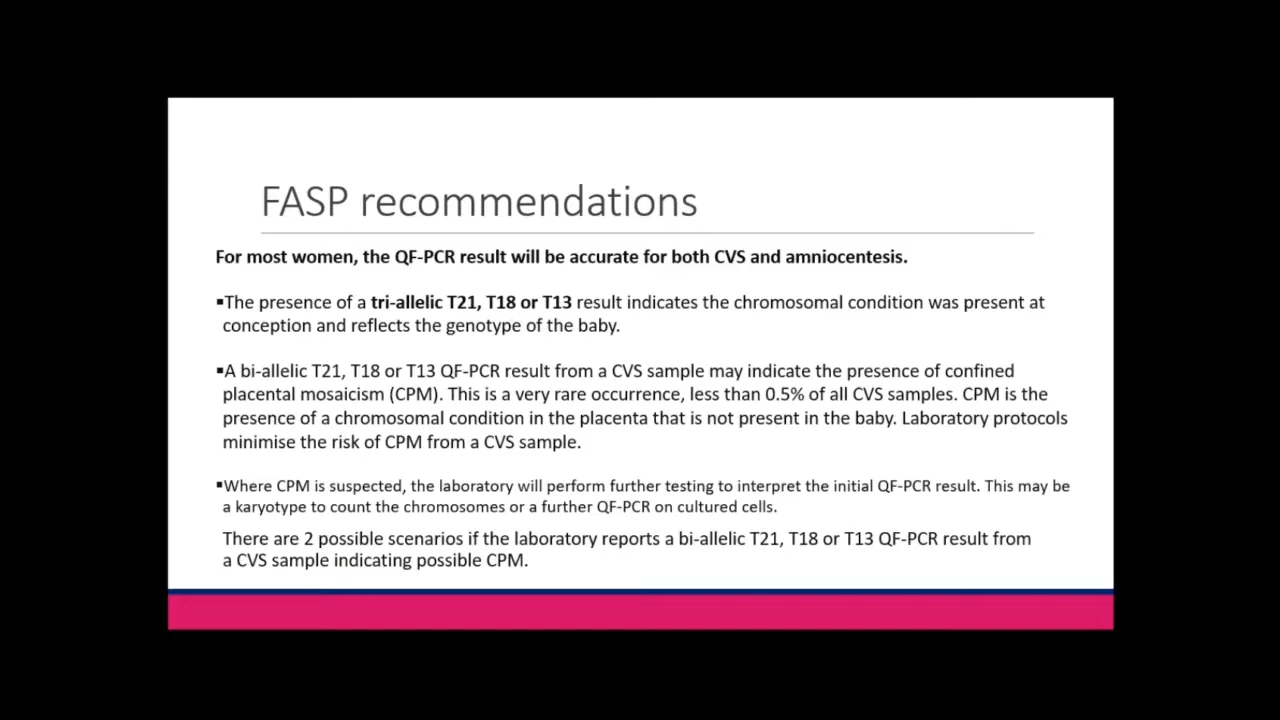 FASP recommendations
For most women, the QF-PCR result will be accurate for both CVS and amniocentesis.
▪The presence of a tri-allelic T21, T18 or T13 result indicates the chromosomal condition was present at
conception and reflects the genotype of the baby.
▪A bi-allelic T21, T18 or T13 QF-PCR result from a CVS sample may indicate the presence of confined
placental mosaicism (CPM). This is a very rare occurrence, less than 0.5% of all CVS samples. CPM is the
presence of a chromosomal condition in the placenta that is not present in the baby. Laboratory protocols
minimise the risk of CPM from a CVS sample.
▪Where CPM is suspected, the laboratory will perform further testing to interpret the initial QF-PCR result. This may be
a karyotype to count the chromosomes or a further QF-PCR on cultured cells.
There are 2 possible scenarios if the laboratory reports a bi-allelic T21, T18 or T13 QF-PCR result from
a CVS sample indicating possible CPM.